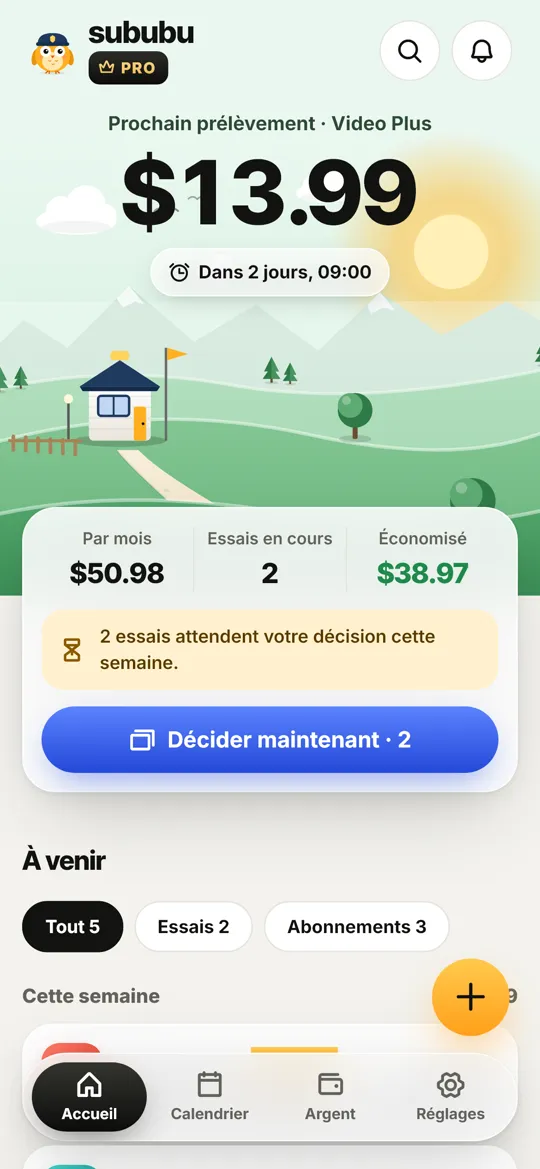 sububu
PRO
Prochain prélèvement · Video Plus
$13.99
Dans 2 jours, 09:00
Par mois
Essais en cours
Économisé
$50.98
2
$38.97
2 essais attendent votre décision cette
semaine.
Décider maintenant · 2
À venir
Tout 5
Essais 2
Abonnements 3
Cette semaine
Accueil
Calendrier
Argent
Réglages